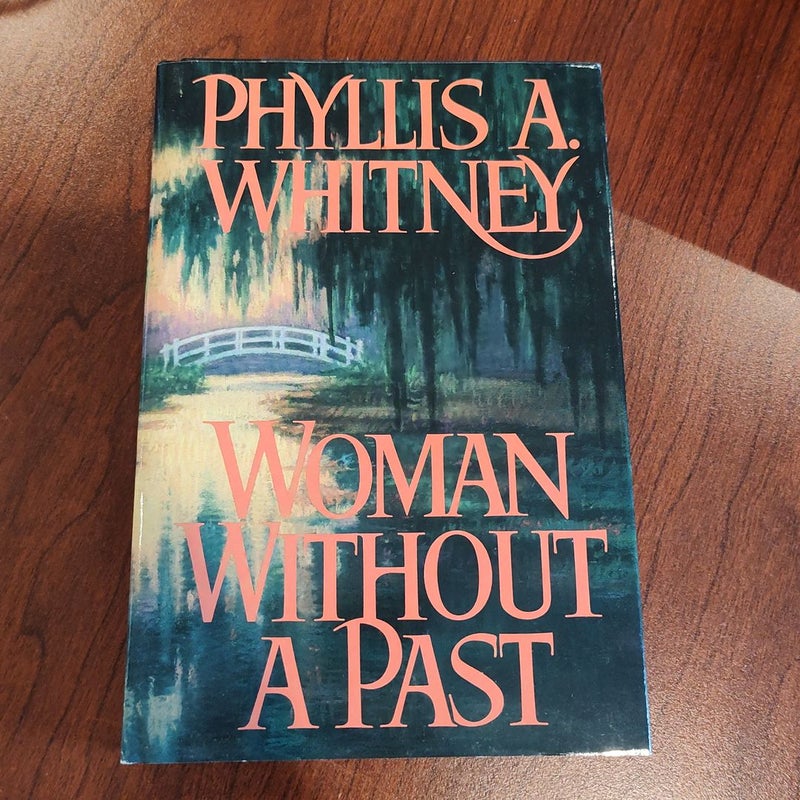 PHYLLIS A.
WHITNEY
WOMAN
WITHOUT
A PAST